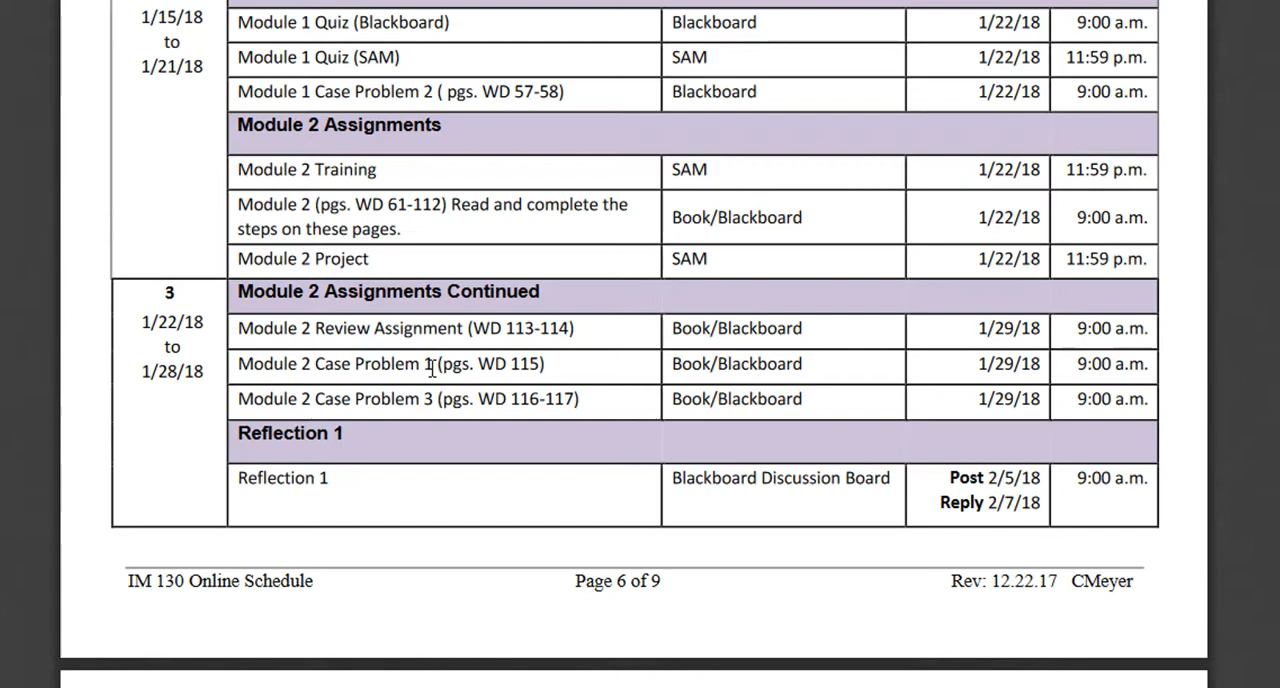 1/15/18
to
1/21/18
Module 1 Quiz (Blackboard) Blackboard 1/22/18 9:00 a.m.
Module 1 Quiz (SAM) SAM 1/22/18 11:59 p.m.
Module 1 Case Problem 2 ( pgs. WD 57-58) Blackboard 1/22/18 9:00 a.m.
Module 2 Assignments
Module 2 Training SAM 1/22/18 11:59 p.m.
Module 2 (pgs. WD 61-112) Read and complete the
steps on these pages. Book/Blackboard 1/22/18 9:00 a.m.
Module 2 Project SAM 1/22/18 11:59 p.m.
3
1/22/18
to
1/28/18
Module 2 Assignments Continued
Module 2 Review Assignment (WD 113-114) Book/Blackboard 1/29/18 9:00 a.m.
Module 2 Case Problem 1 (pgs. WD 115) Book/Blackboard 1/29/18 9:00 a.m.
Module 2 Case Problem 3 (pgs. WD 116-117) Book/Blackboard 1/29/18 9:00 a.m.
Reflection 1
Reflection 1 Blackboard Discussion Board Post 2/5/18 9:00 a.m.
Reply 2/7/18
IM 130 Online Schedule Page 6 of 9 Rev: 12.22.17 CMeyer